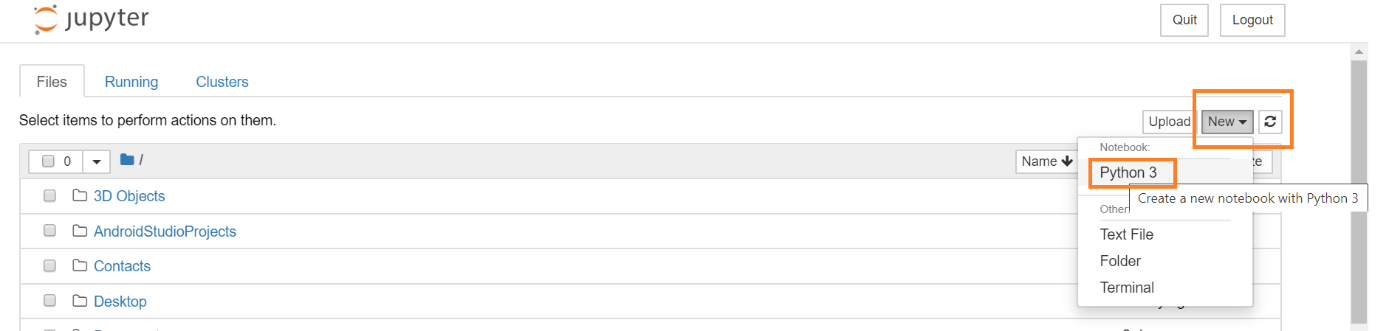 jupyter
Quit
Logout
Files
Running
Clusters
Select items to perform actions on them.
Upload
New
0
/
Name
Notebook:
Python 3
Create a new notebook with Python 3
Other:
Text File
Folder
Terminal
3D Objects
AndroidStudioProjects
Contacts
Desktop